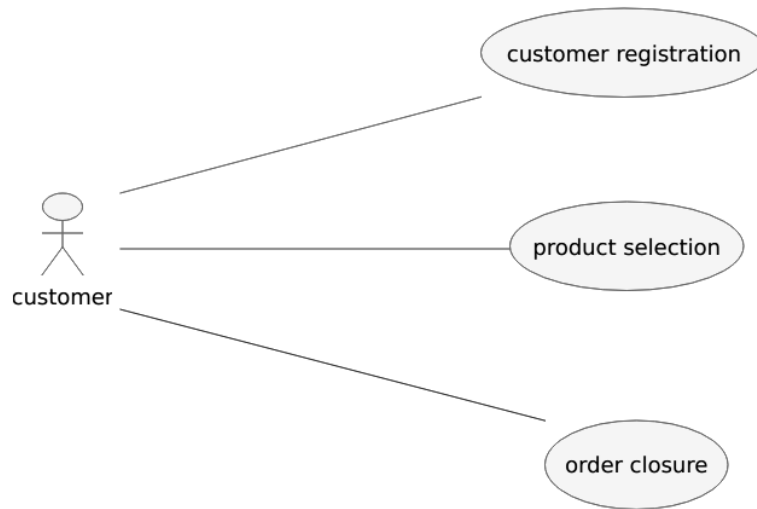 customer registration
product selection
customer
order closure